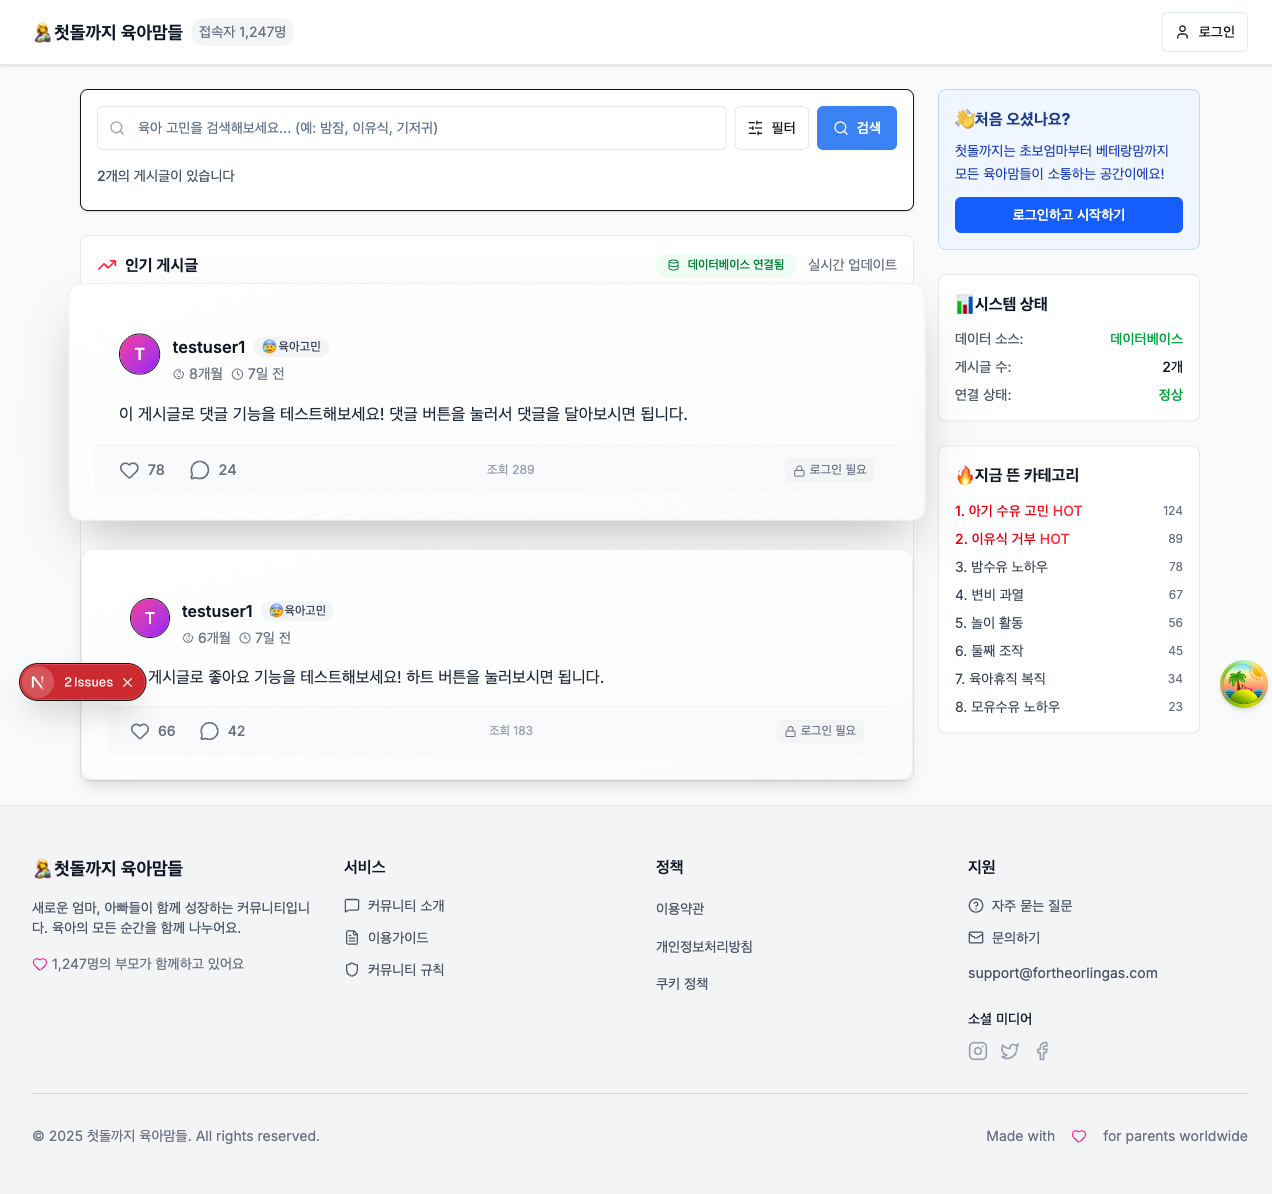 첫돌까지 육아맘들
접속자 1,247명
로그인
육아 고민을 검색해보세요... (예: 밤잠, 이유식, 기저귀)
필터
검색
2개의 게시글이 있습니다
인기 게시글
데이터베이스 연결됨
실시간 업데이트
T
testuser1
육아고민
8개월
7일 전
이 게시글로 댓글 기능을 테스트해보세요! 댓글 버튼을 눌러서 댓글을 달아보시면 됩니다.
78
24
조회 289
로그인 필요
T
testuser1
육아고민
6개월
7일 전
게시글로 좋아요 기능을 테스트해보세요! 하트 버튼을 눌러보시면 됩니다.
66
42
조회 183
로그인 필요
N
2 Issues
처음 오셨나요?
첫돌까지는 초보엄마부터 베테랑맘까지
모든 육아맘들이 소통하는 공간이에요!
로그인하고 시작하기
시스템 상태
데이터 소스: 데이터베이스
게시글 수: 2개
연결 상태: 정상
지금 뜬 카테고리
1. 아기 수유 고민 HOT 124
2. 이유식 거부 HOT 89
3. 밤수유 노하우 78
4. 변비 과열 67
5. 놀이 활동 56
6. 둘째 조작 45
7. 육아휴직 복직 34
8. 모유수유 노하우 23
첫돌까지 육아맘들
새로운 엄마, 아빠들이 함께 성장하는 커뮤니티입니
다. 육아의 모든 순간을 함께 나누어요.
1,247명의 부모가 함께하고 있어요
서비스
커뮤니티 소개
이용가이드
커뮤니티 규칙
정책
이용약관
개인정보처리방침
쿠키 정책
지원
자주 묻는 질문
문의하기
support@fortheorlingas.com
소셜 미디어
© 2025 첫돌까지 육아맘들. All rights reserved.
Made with for parents worldwide